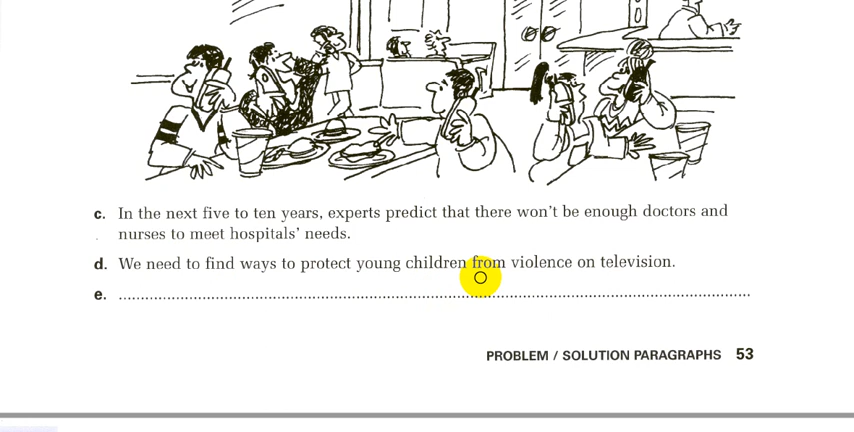 c. In the next five to ten years, experts predict that there won't be enough doctors and
nurses to meet hospitals' needs.
d. We need to find ways to protect young children from violence on television.
e.
PROBLEM / SOLUTION PARAGRAPHS 53